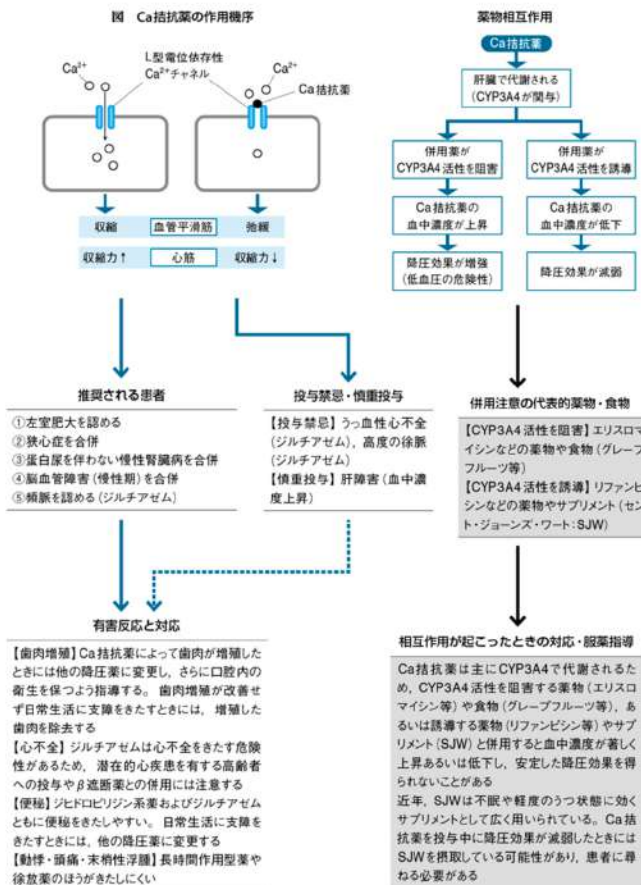 図 Ca拮抗薬の作用機序
Ca²⁺
L型電位依存性
Ca²⁺チャネル
Ca²⁺
Ca拮抗薬
収縮
血管平滑筋
弛緩
収縮力↑
心筋
収縮力↓
推奨される患者
①左室肥大を認める
②狭心症を合併
③蛋白尿を伴わない慢性腎臓病を合併
④脳血管障害(慢性期)を合併
⑤頻脈を認める(ジルチアゼム)
投与禁忌・慎重投与
【投与禁忌】うっ血性心不全
(ジルチアゼム),高度の徐脈
(ジルチアゼム)
【慎重投与】肝障害(血中濃
度上昇)
有害反応と対応
【歯肉増殖】Ca拮抗薬によって歯肉が増殖した
ときには他の降圧薬に変更し,さらに口腔内の
衛生を保つよう指導する。歯肉増殖が改善せ
ず日常生活に支障をきたすときには,増殖した
歯肉を除去する
【心不全】ジルチアゼムは心不全をきたす危険
性があるため,潜在的心疾患を有する高齢者
への投与やβ遮断薬との併用には注意する
【便秘】ジヒドロピリジン系薬およびジルチアゼム
ともに便秘をきたしやすい。日常生活に支障を
きたすときには,他の降圧薬に変更する
【動悸・頭痛・末梢性浮腫】長時間作用型薬や
徐放薬のほうがきたしにくい
薬物相互作用
Ca拮抗薬
肝臓で代謝される
(CYP3A4が関与)
併用薬が
CYP3A4活性を阻害
併用薬が
CYP3A4活性を誘導
Ca拮抗薬の
血中濃度が上昇
Ca拮抗薬の
血中濃度が低下
降圧効果が増強
(低血圧の危険性)
降圧効果が減弱
併用注意の代表的薬物・食物
【CYP3A4活性を阻害】エリスロマ
イシンなどの薬物や食物(グレープ
フルーツ等)
【CYP3A4活性を誘導】リファンピ
シンなどの薬物やサプリメント(セン
ト・ジョーンズ・ワート:SJW)
相互作用が起こったときの対応・服薬指導
Ca拮抗薬は主にCYP3A4で代謝されるた
め,CYP3A4活性を阻害する薬物(エリスロ
マイシン等)や食物(グレープフルーツ等),あ
るいは誘導する薬物(リファンピシン等)やサプ
リメント(SJW)と併用すると血中濃度が著しく
上昇あるいは低下し,安定した降圧効果を得
られないことがある
近年,SJWは不眠や軽度のうつ状態に効く
サプリメントとして広く用いられている。Ca拮
抗薬を投与中に降圧効果が減弱したときには
SJWを摂取している可能性があり,患者に尋
ねる必要がある